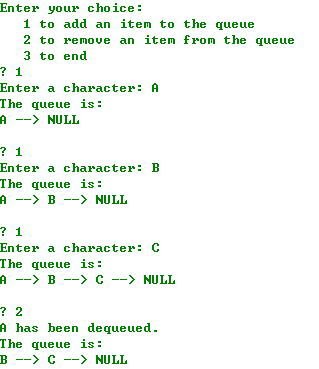 Enter your choice:
   1 to add an item to the queue
   2 to remove an item from the queue
   3 to end
? 1
Enter a character: A
The queue is:
A --> NULL

? 1
Enter a character: B
The queue is:
A --> B --> NULL

? 1
Enter a character: C
The queue is:
A --> B --> C --> NULL

? 2
A has been dequeued.
The queue is:
B --> C --> NULL